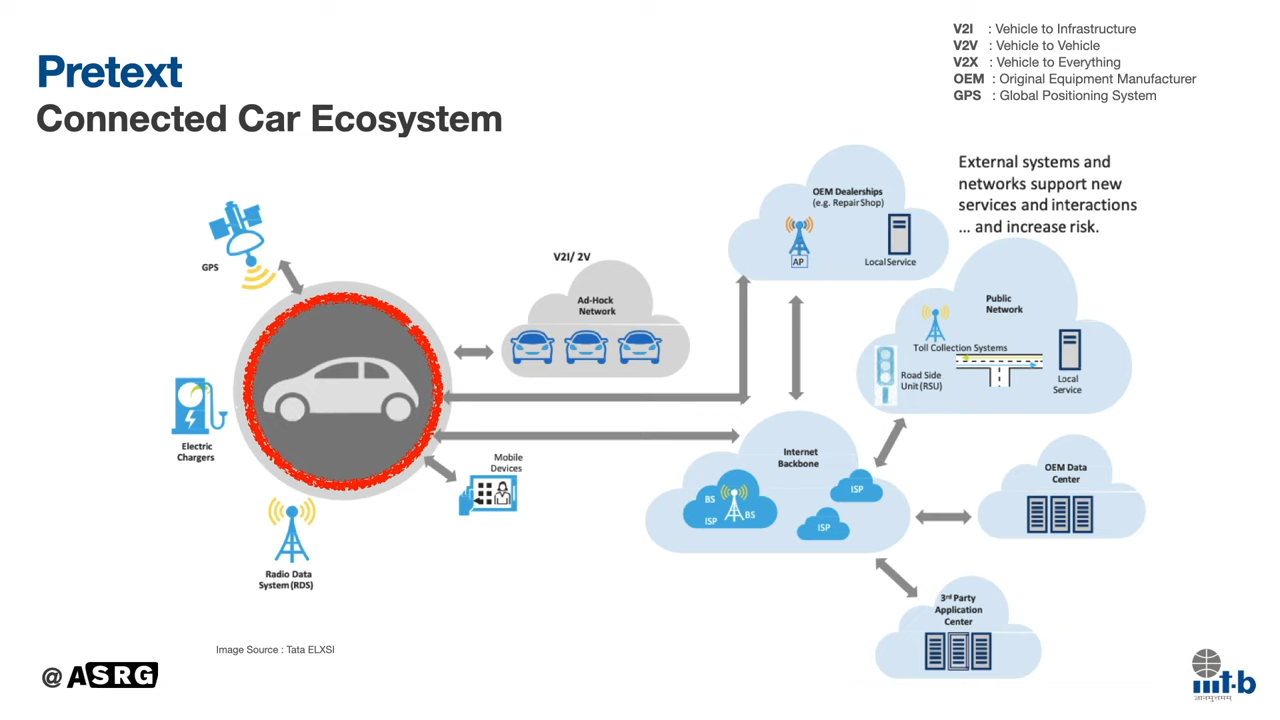 Pretext
Connected Car Ecosystem
V2I : Vehicle to Infrastructure
V2V : Vehicle to Vehicle
V2X : Vehicle to Everything
OEM : Original Equipment Manufacturer
GPS : Global Positioning System
External systems and
networks support new
services and interactions
... and increase risk.
GPS
Electric
Chargers
Radio Data
System (RDS)
Mobile
Devices
V2I/ 2V
Ad-Hock
Network
OEM Dealerships
(e.g. Repair Shop)
AP
Local Service
Public
Network
Toll Collection Systems
Road Side
Unit (RSU)
Local
Service
Internet
Backbone
BS
ISP
BS
ISP
ISP
OEM Data
Center
3rd Party
Application
Center
Image Source : Tata ELXSI
@ASRG
iiit-b
ज्ञानमुत्तमम्